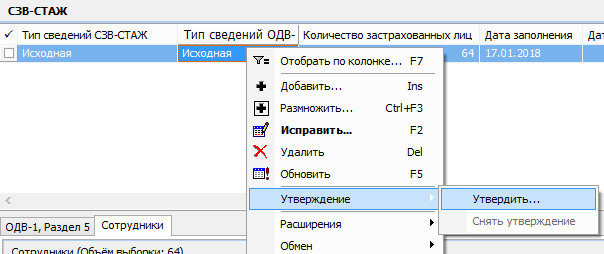 СЗВ-СТАЖ
Тип сведений СЗВ-СТАЖ Тип сведений ОДВ- Количество застрахованных лиц Дата заполнения Дат
Исходная Исходная 64 17.01.2018
Отобрать по колонке... F7
Добавить... Ins
Размножить... Ctrl+F3
Исправить... F2
Удалить Del
Обновить F5
Утверждение Утвердить...
Снять утверждение
Расширения
Обмен
ОДВ-1, Раздел 5 Сотрудники
Сотрудники (Объём выборки: 64)